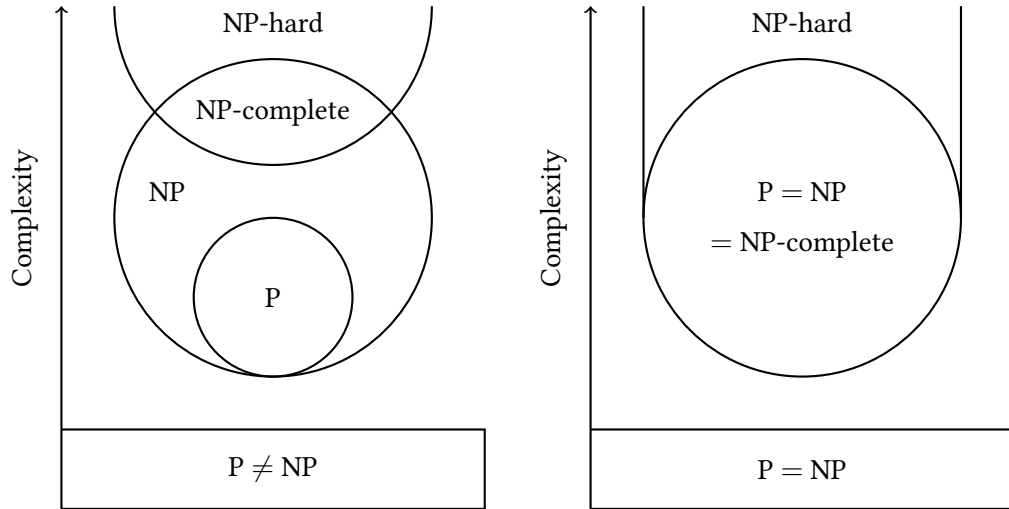 Complexity
NP-hard
NP-complete
NP
P
P ≠ NP
Complexity
NP-hard
P = NP
= NP-complete
P = NP